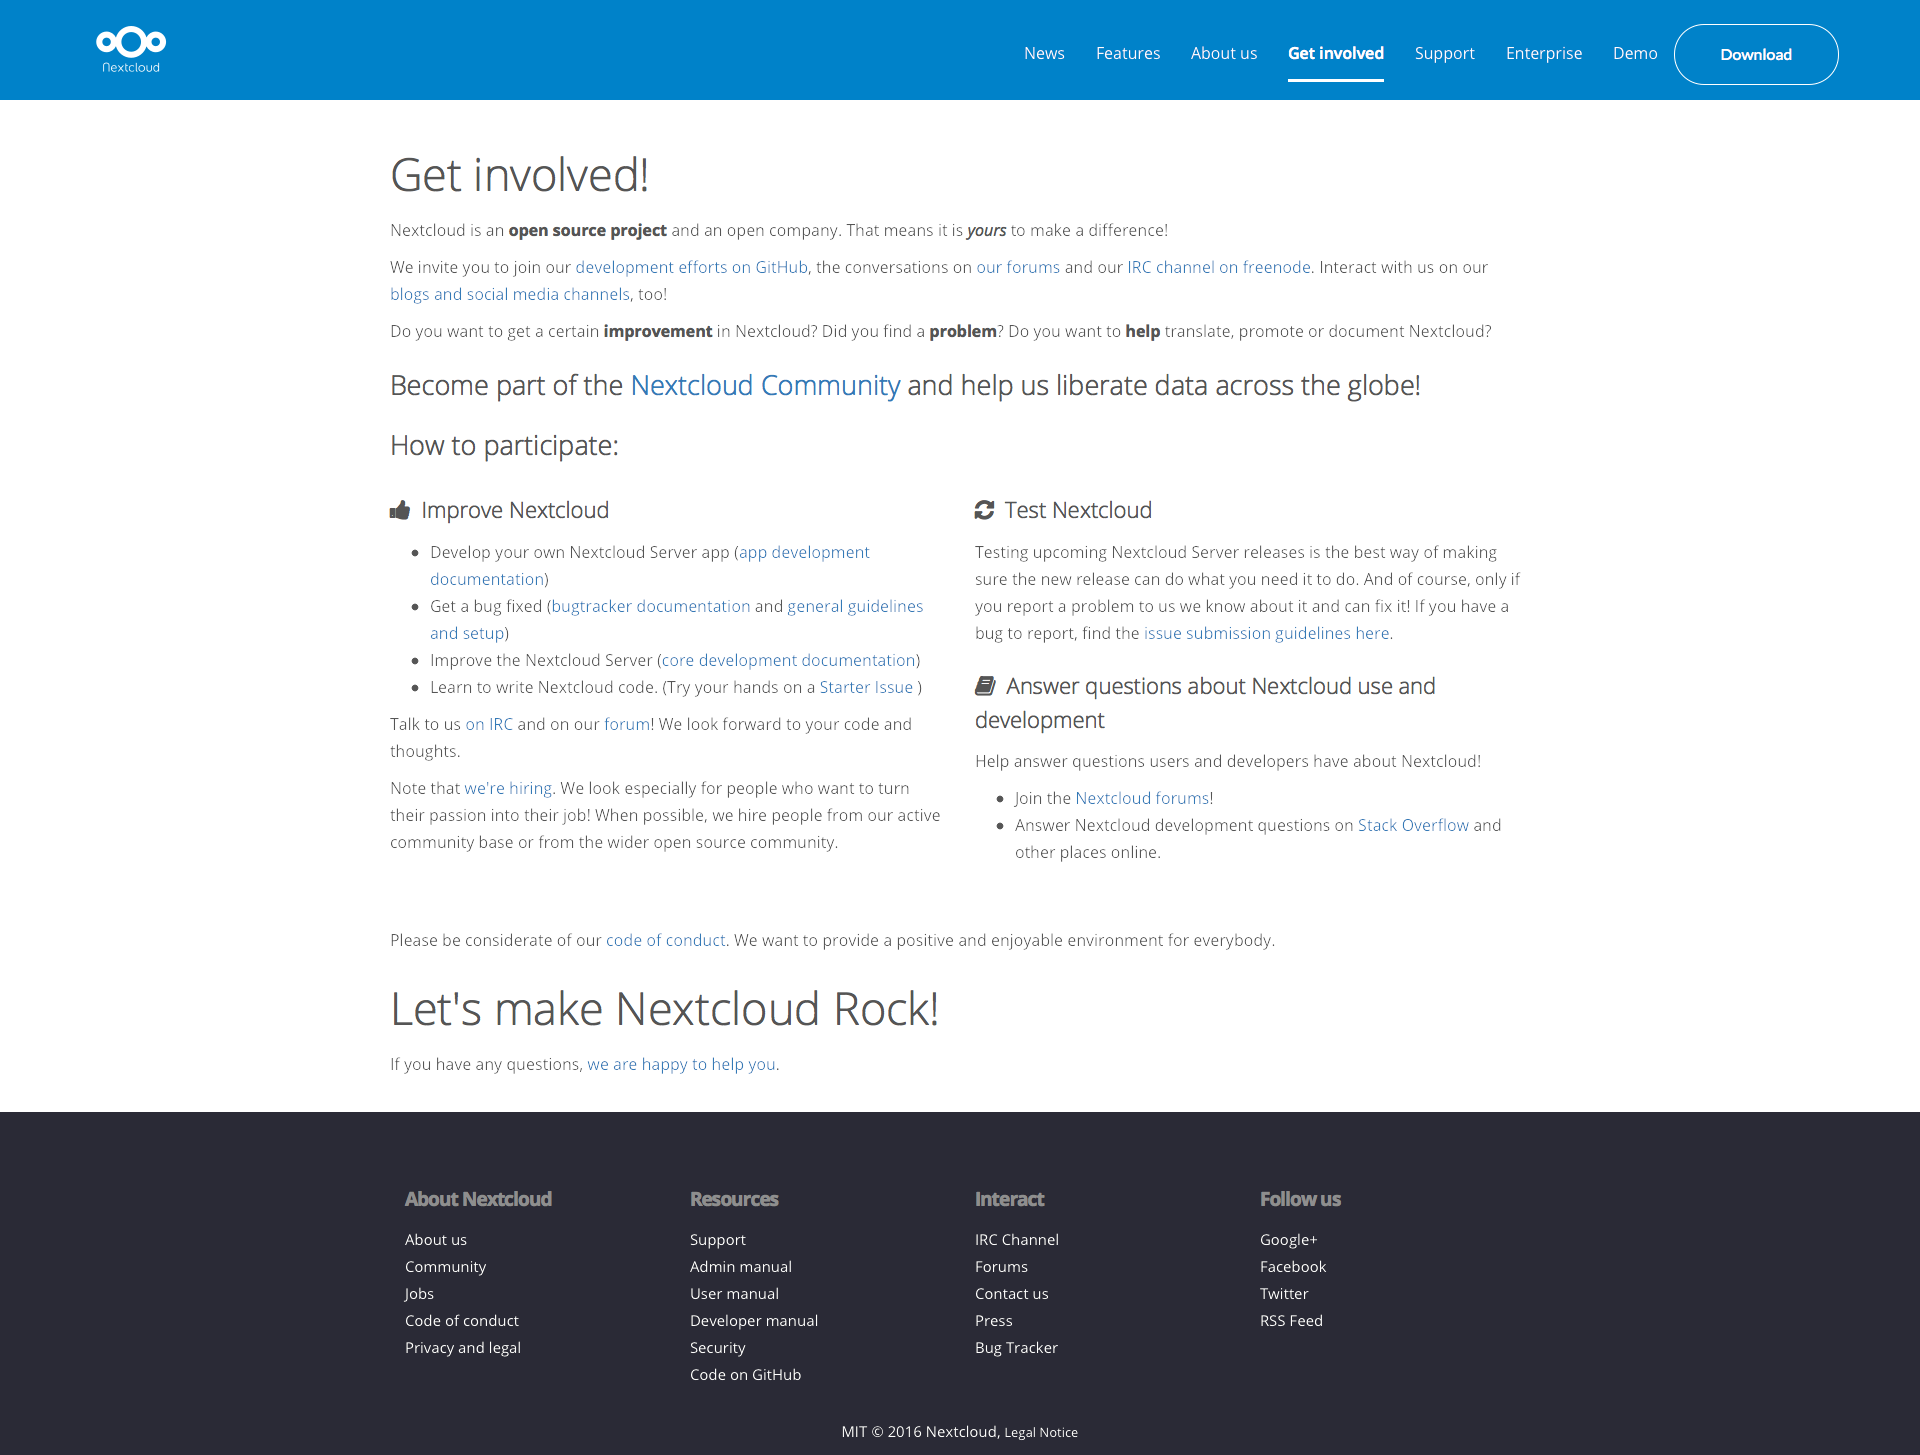 Nextcloud
News Features About us Get involved Support Enterprise Demo Download
Get involved!
Nextcloud is an open source project and an open company. That means it is yours to make a difference!
We invite you to join our development efforts on GitHub, the conversations on our forums and our IRC channel on freenode. Interact with us on our
blogs and social media channels, too!
Do you want to get a certain improvement in Nextcloud? Did you find a problem? Do you want to help translate, promote or document Nextcloud?
Become part of the Nextcloud Community and help us liberate data across the globe!
How to participate:
Improve Nextcloud
Develop your own Nextcloud Server app (app development
documentation)
Get a bug fixed (bugtracker documentation and general guidelines
and setup)
Improve the Nextcloud Server (core development documentation)
Learn to write Nextcloud code. (Try your hands on a Starter Issue )
Talk to us on IRC and on our forum! We look forward to your code and
thoughts.
Note that we're hiring. We look especially for people who want to turn
their passion into their job! When possible, we hire people from our active
community base or from the wider open source community.
Test Nextcloud
Testing upcoming Nextcloud Server releases is the best way of making
sure the new release can do what you need it to do. And of course, only if
you report a problem to us we know about it and can fix it! If you have a
bug to report, find the issue submission guidelines here.
Answer questions about Nextcloud use and
development
Help answer questions users and developers have about Nextcloud!
Join the Nextcloud forums!
Answer Nextcloud development questions on Stack Overflow and
other places online.
Please be considerate of our code of conduct. We want to provide a positive and enjoyable environment for everybody.
Let's make Nextcloud Rock!
If you have any questions, we are happy to help you.
About Nextcloud
About us
Community
Jobs
Code of conduct
Privacy and legal
Resources
Support
Admin manual
User manual
Developer manual
Security
Code on GitHub
Interact
IRC Channel
Forums
Contact us
Press
Bug Tracker
Follow us
Google+
Facebook
Twitter
RSS Feed
MIT © 2016 Nextcloud, Legal Notice